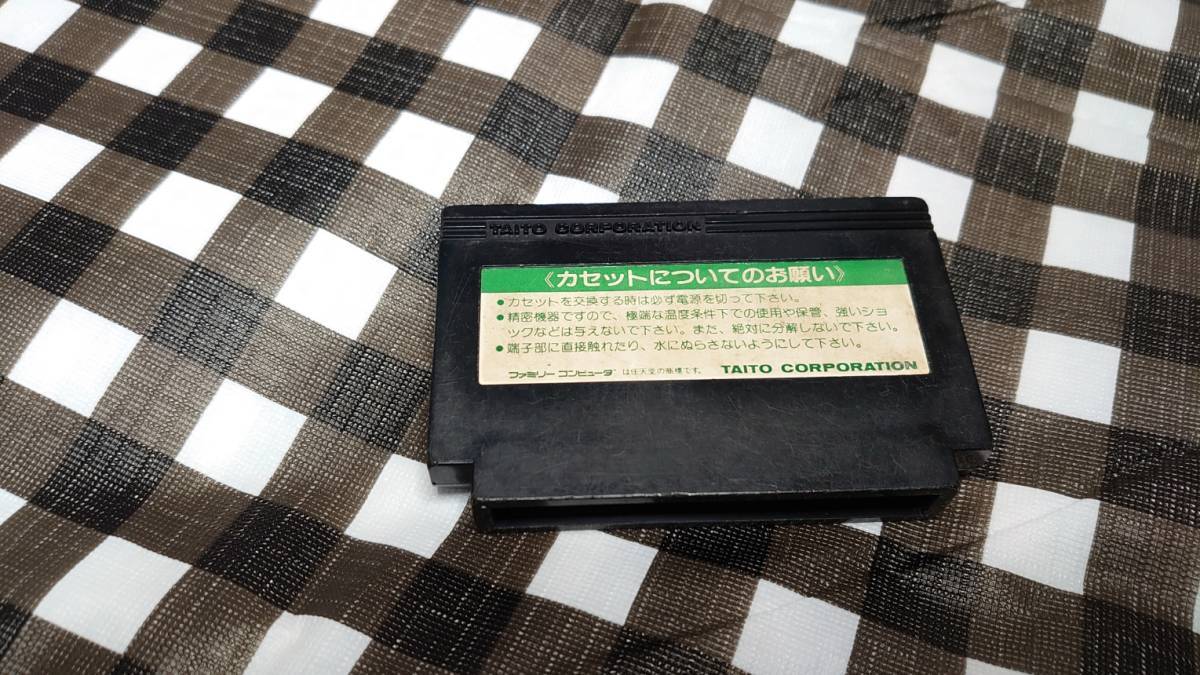 TAITO CORPORATION
《カセットについてのお願い》
●カセットを交換する時は必ず電源を切って下さい。
●精密機器ですので、極端な温度条件下での使用や保管、強いショ
ックなどは与えないで下さい。また、絶対に分解しないで下さい。
●端子部に直接触れたり、水にぬらさないようにして下さい。
ファミリー コンピュータ は任天堂の商標です。 TAITO CORPORATION